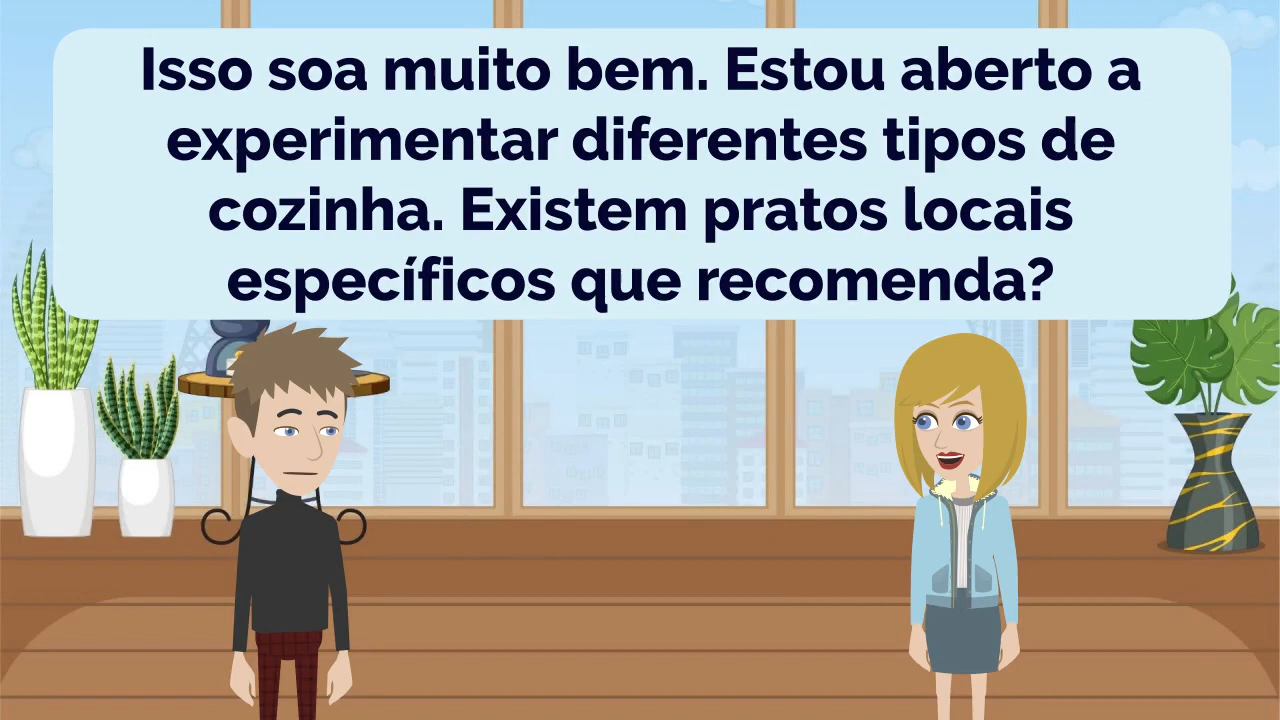 Isso soa muito bem. Estou aberto a
experimentar diferentes tipos de
cozinha. Existem pratos locais
específicos que recomenda?